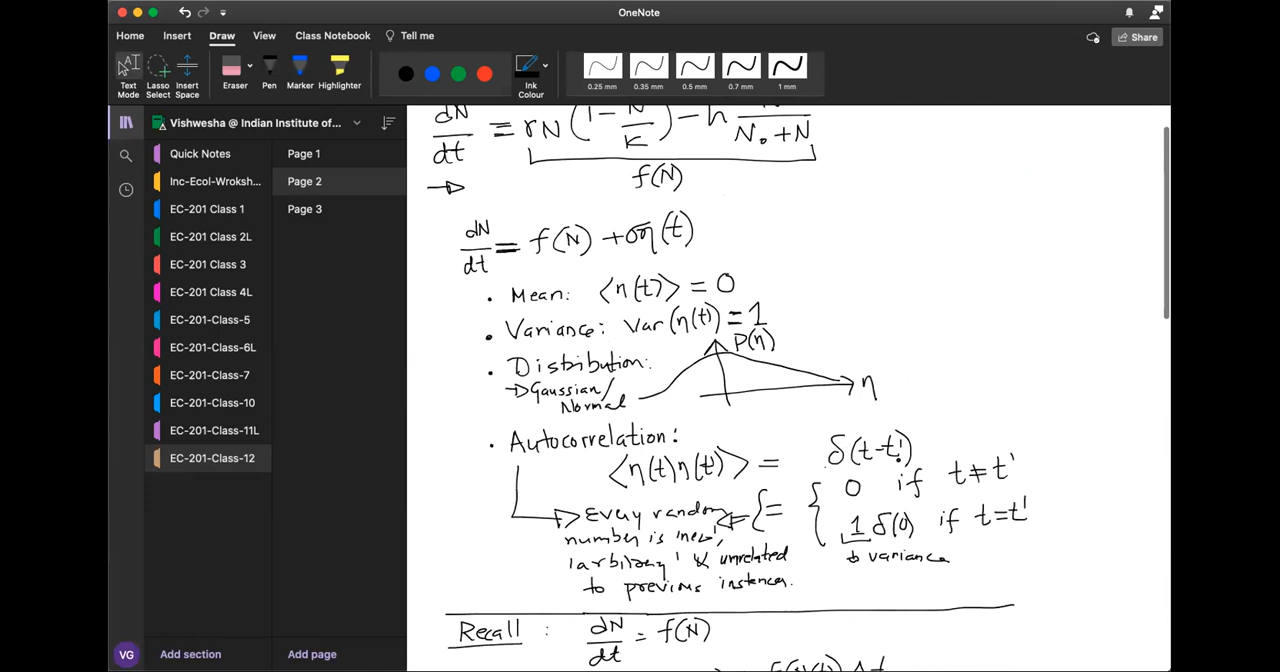 OneNote
Home Insert Draw View Class Notebook Tell me
Share
Text Mode
Lasso Select
Insert Space
Eraser
Pen
Marker
Highlighter
Ink Colour
0.25 mm
0.35 mm
0.5 mm
0.7 mm
1 mm
Vishwesha @ Indian Institute of...
Quick Notes
Inc-Ecol-Wroksh...
EC-201 Class 1
EC-201 Class 2L
EC-201 Class 3
EC-201 Class 4L
EC-201-Class-5
EC-201-Class-6L
EC-201-Class-7
EC-201-Class-10
EC-201-Class-11L
EC-201-Class-12
Page 1
Page 2
Page 3
VG
Add section
Add page
dN/dt = rN (1 - N/K) - h
N₀ + N
f(N)
dN/dt = f(N) + ση(t)
• Mean: ⟨η(t)⟩ = 0
• Variance: Var(η(t)) = 1
• Distribution: P(η)
→ Gaussian/ η
Normal
• Autocorrelation:
⟨η(t)η(t')⟩ = δ(t-t')
= { 0 if t ≠ t'
1 δ(0) if t = t'
↳ variance
→ Every random
number is 'new',
'arbitrary' & unrelated
to previous instances.
Recall : dN/dt = f(N)